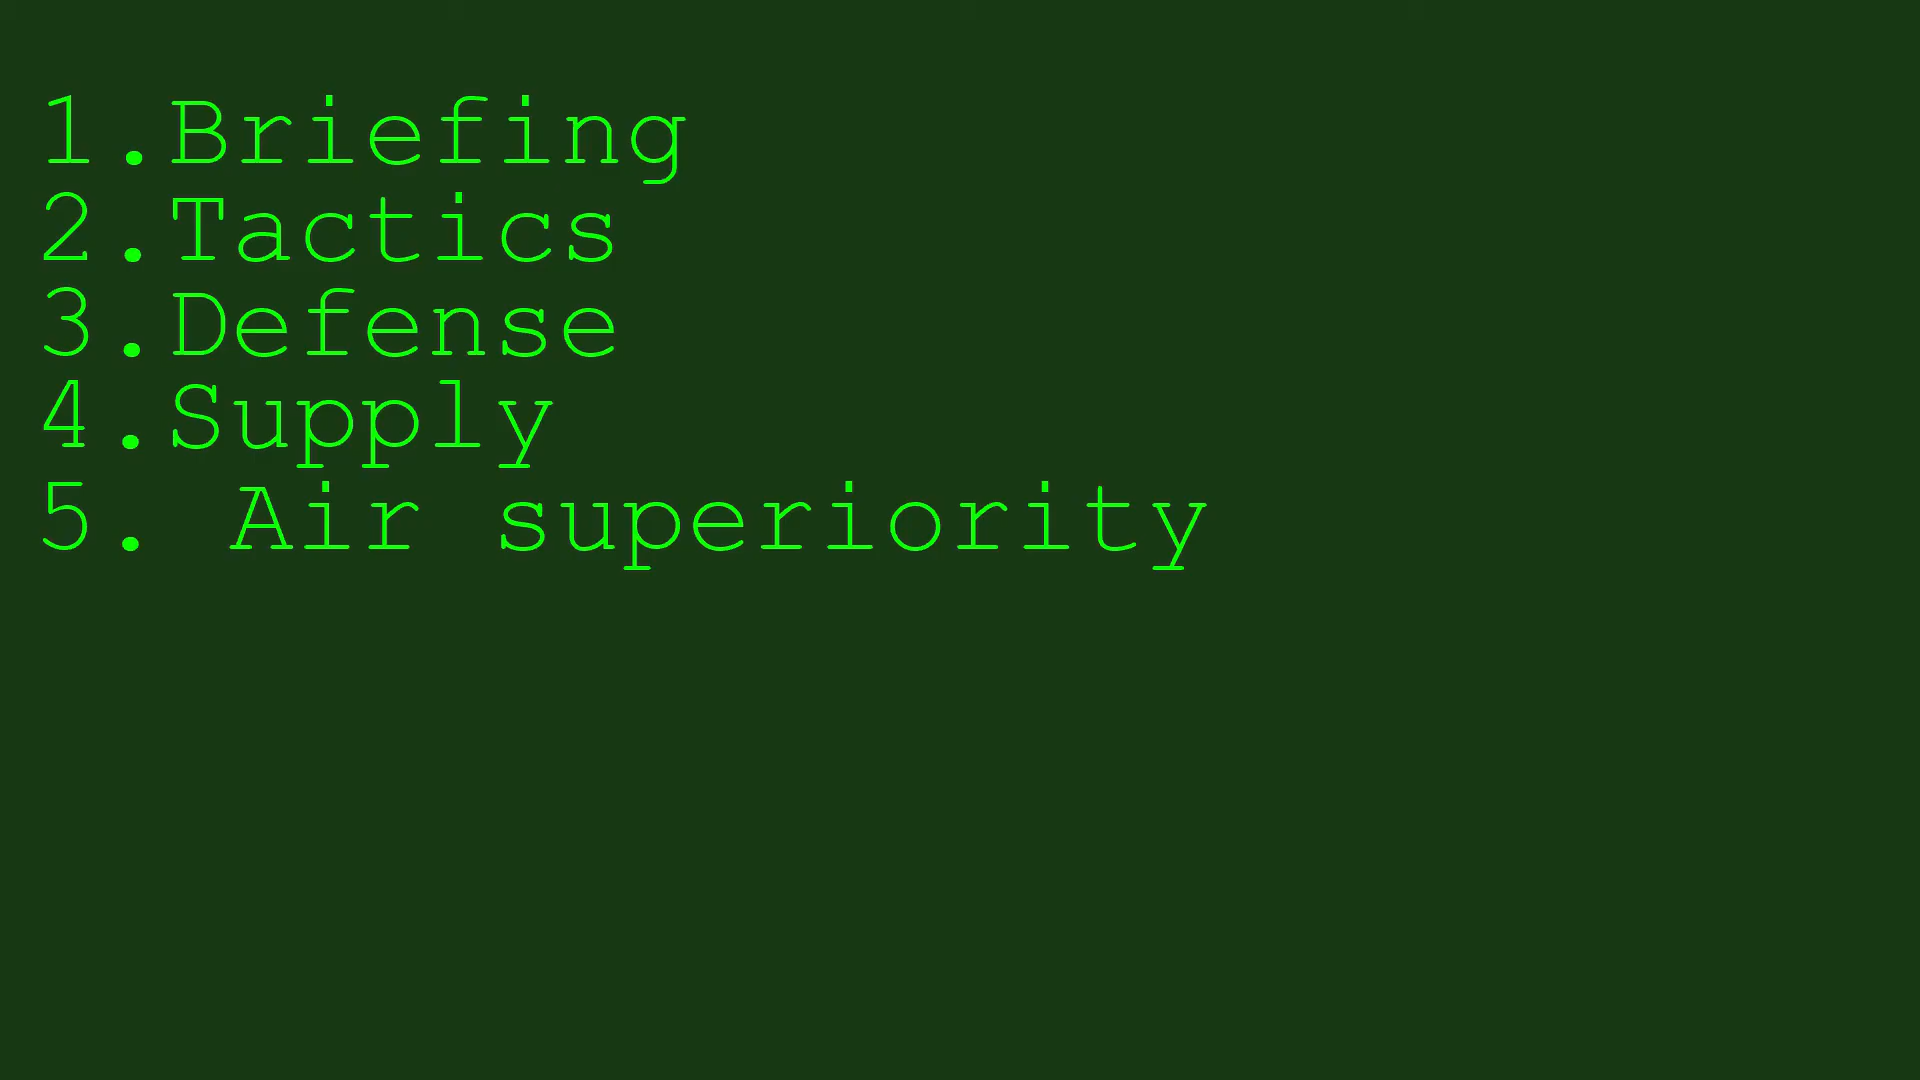 1.Briefing
2.Tactics
3.Defense
4.Supply
5. Air superiority